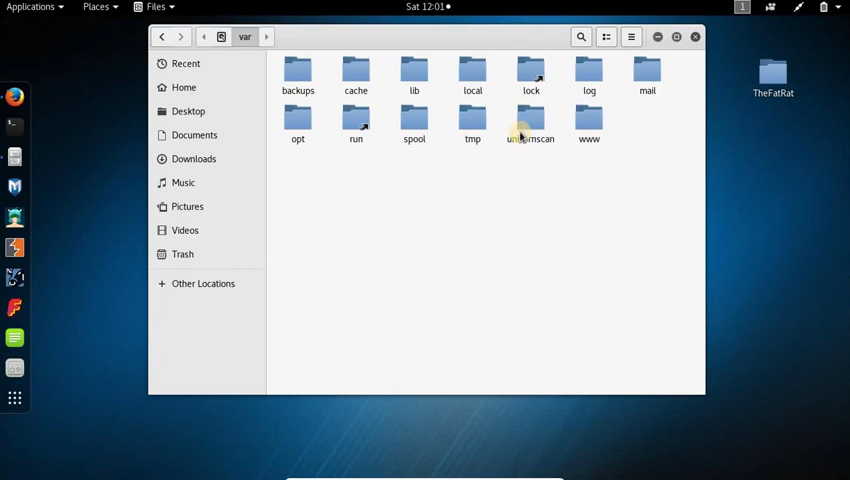 Applications Places Files Sat 12:01 1
var
Recent
Home
Desktop
Documents
Downloads
Music
Pictures
Videos
Trash
Other Locations
backups cache lib local lock log mail
opt run spool tmp www
TheFatRat